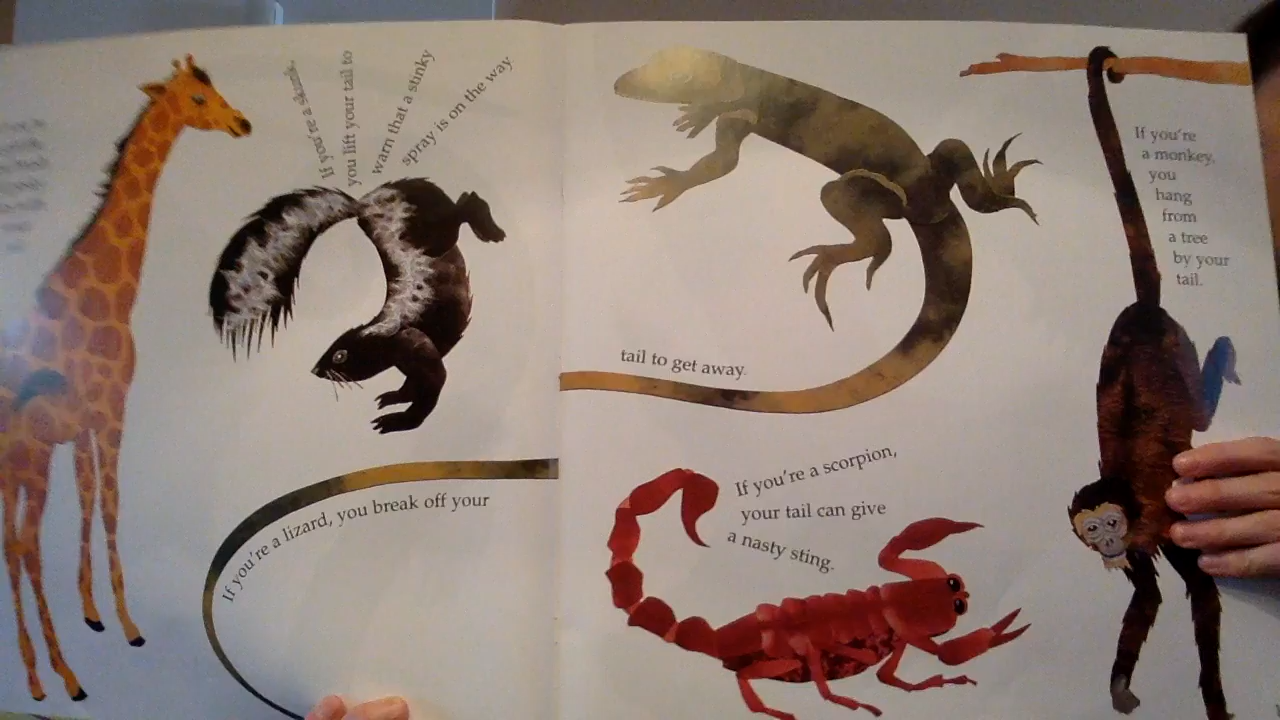 If you're a skunk,
you lift your tail to
warn that a stinky
spray is on the way
If you're a lizard, you break off your
tail to get away.
If you're a scorpion,
your tail can give
a nasty sting.
If you're
a monkey,
you
hang
from
a tree
by your
tail.